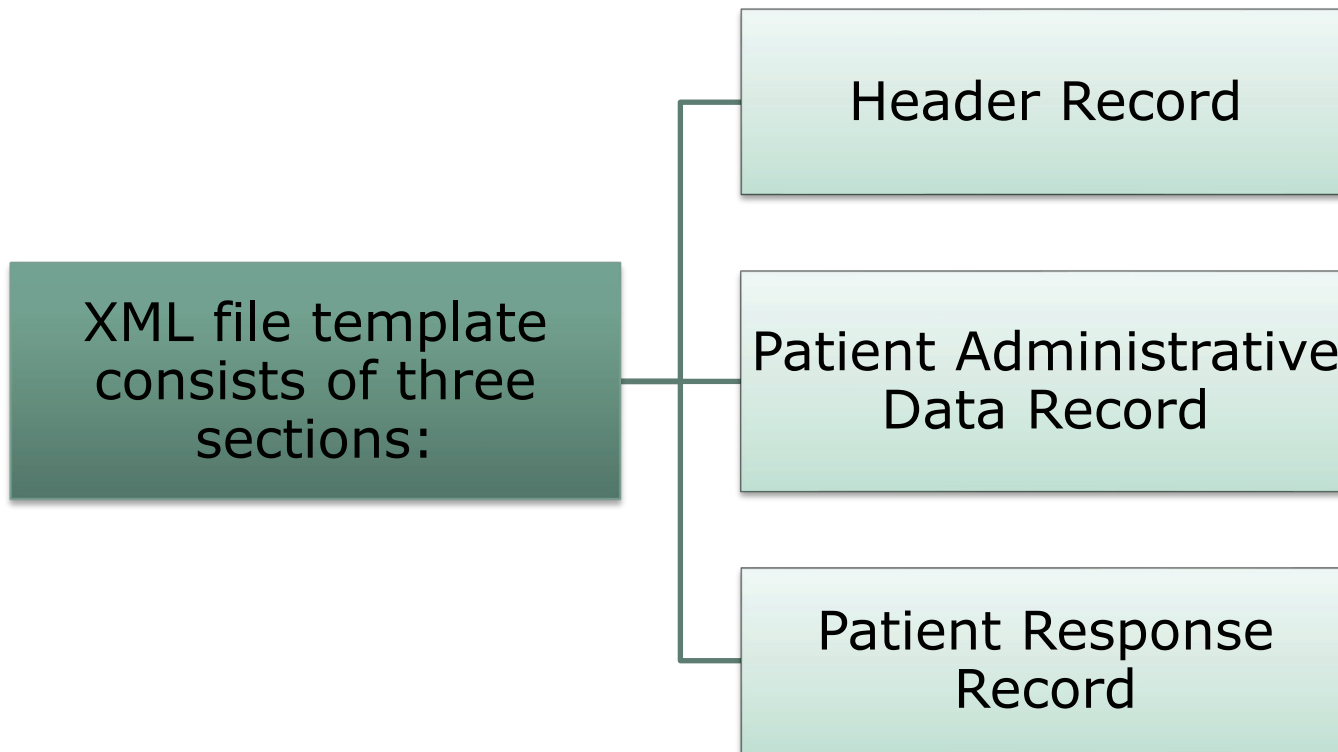 XML file template
consists of three
sections:
Header Record
Patient Administrative
Data Record
Patient Response
Record